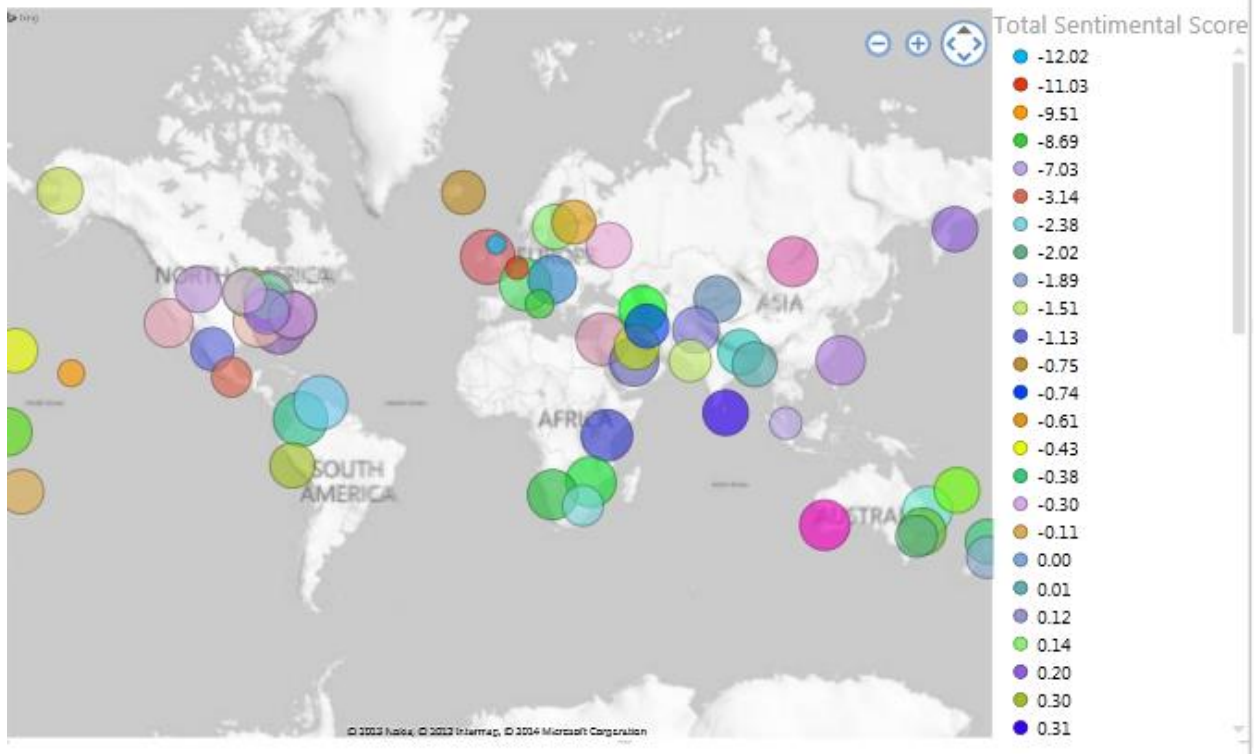 bing
Total Sentimental Score
-12.02
-11.03
-9.51
-8.69
-7.03
-3.14
-2.38
-2.02
-1.89
-1.51
-1.13
-0.75
-0.74
-0.61
-0.43
-0.38
-0.30
-0.11
0.00
0.01
0.12
0.14
0.20
0.30
0.31
NORTH AMERICA
EUROPE
ASIA
AFRICA
SOUTH
AMERICA
AUSTRA
© 2013 Nokia, © 2013 Intermap, © 2014 Microsoft Corporation